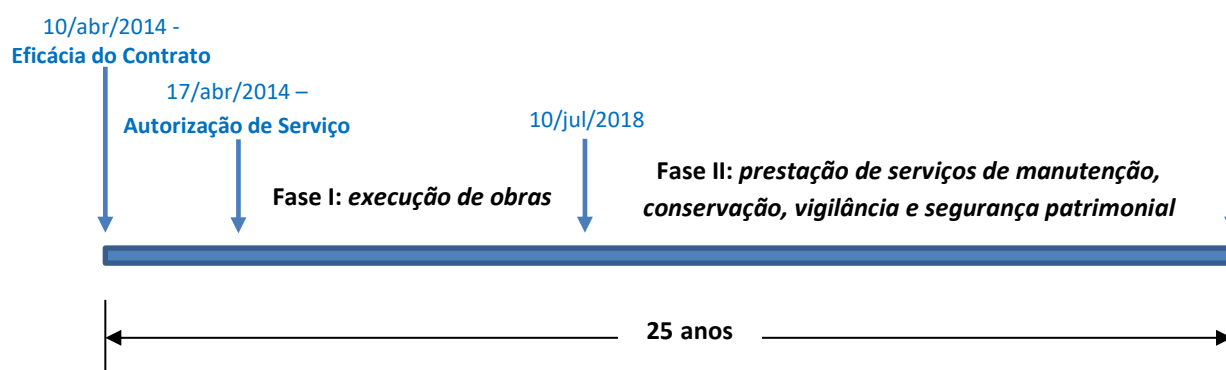 10/abr/2014 -
Eficácia do Contrato
17/abr/2014 –
Autorização de Serviço
10/jul/2018
Fase I: execução de obras
Fase II: prestação de serviços de manutenção,
conservação, vigilância e segurança patrimonial
25 anos